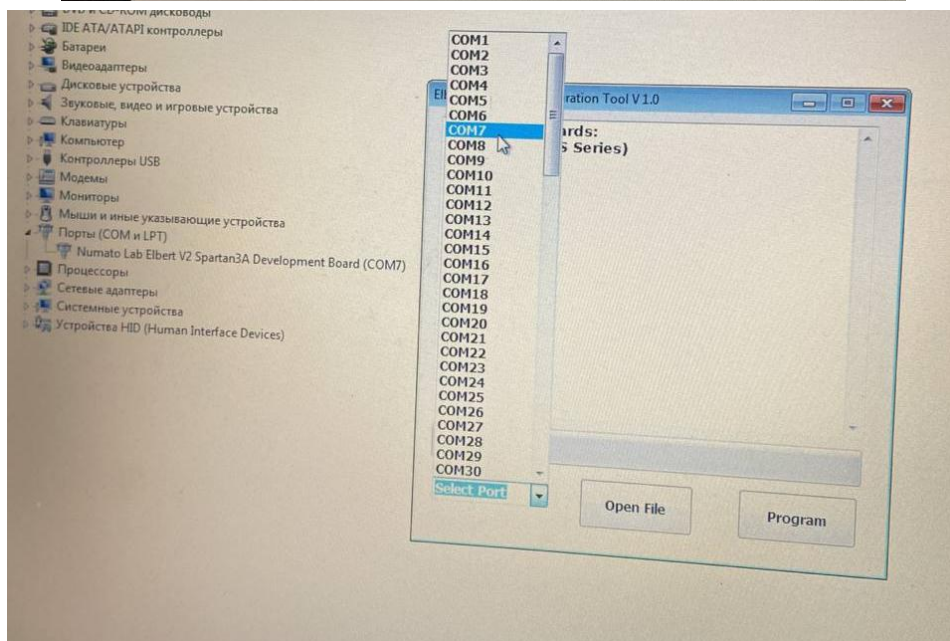 DVD и CD-ROM дисководы
IDE ATA/ATAPI контроллеры
Батареи
Видеоадаптеры
Дисковые устройства
Звуковые, видео и игровые устройства
Клавиатуры
Компьютер
Контроллеры USB
Модемы
Мониторы
Мыши и иные указывающие устройства
Порты (COM и LPT)
Numato Lab Elbert V2 Spartan3A Development Board (COM7)
Процессоры
Сетевые адаптеры
Системные устройства
Устройства HID (Human Interface Devices)
COM1
COM2
COM3
COM4
COM5
COM6
COM7
COM8
COM9
COM10
COM11
COM12
COM13
COM14
COM15
COM16
COM17
COM18
COM19
COM20
COM21
COM22
COM23
COM24
COM25
COM26
COM27
COM28
COM29
COM30
Select Port
ration Tool V 1.0
rds:
S Series)
Open File
Program